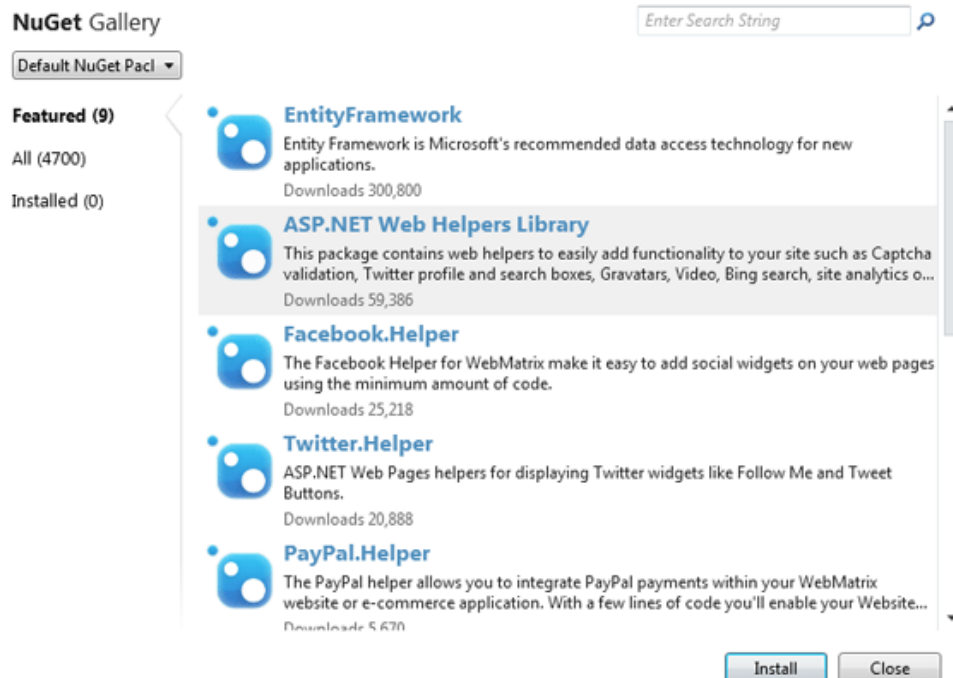 NuGet Gallery
Enter Search String
Default NuGet Pacl
Featured (9)
All (4700)
Installed (0)
EntityFramework
Entity Framework is Microsoft's recommended data access technology for new
applications.
Downloads 300,800
ASP.NET Web Helpers Library
This package contains web helpers to easily add functionality to your site such as Captcha
validation, Twitter profile and search boxes, Gravatars, Video, Bing search, site analytics o...
Downloads 59,386
Facebook.Helper
The Facebook Helper for WebMatrix make it easy to add social widgets on your web pages
using the minimum amount of code.
Downloads 25,218
Twitter.Helper
ASP.NET Web Pages helpers for displaying Twitter widgets like Follow Me and Tweet
Buttons.
Downloads 20,888
PayPal.Helper
The PayPal helper allows you to integrate PayPal payments within your WebMatrix
website or e-commerce application. With a few lines of code you'll enable your Website...
Downloads 5,670
Install
Close